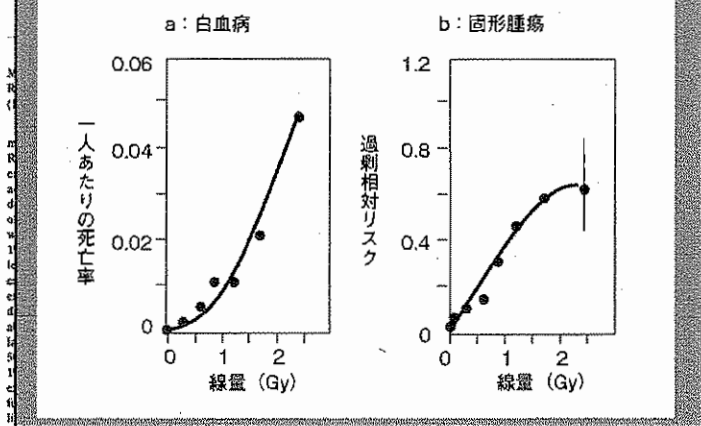 a：白血病
0.06
0.04
0.02
0
一人あたりの死亡率
0 1 2
線量（Gy）
b：固形腫瘍
1.2
0.8
0.4
0
過剰相対リスク
0 1 2
線量（Gy）